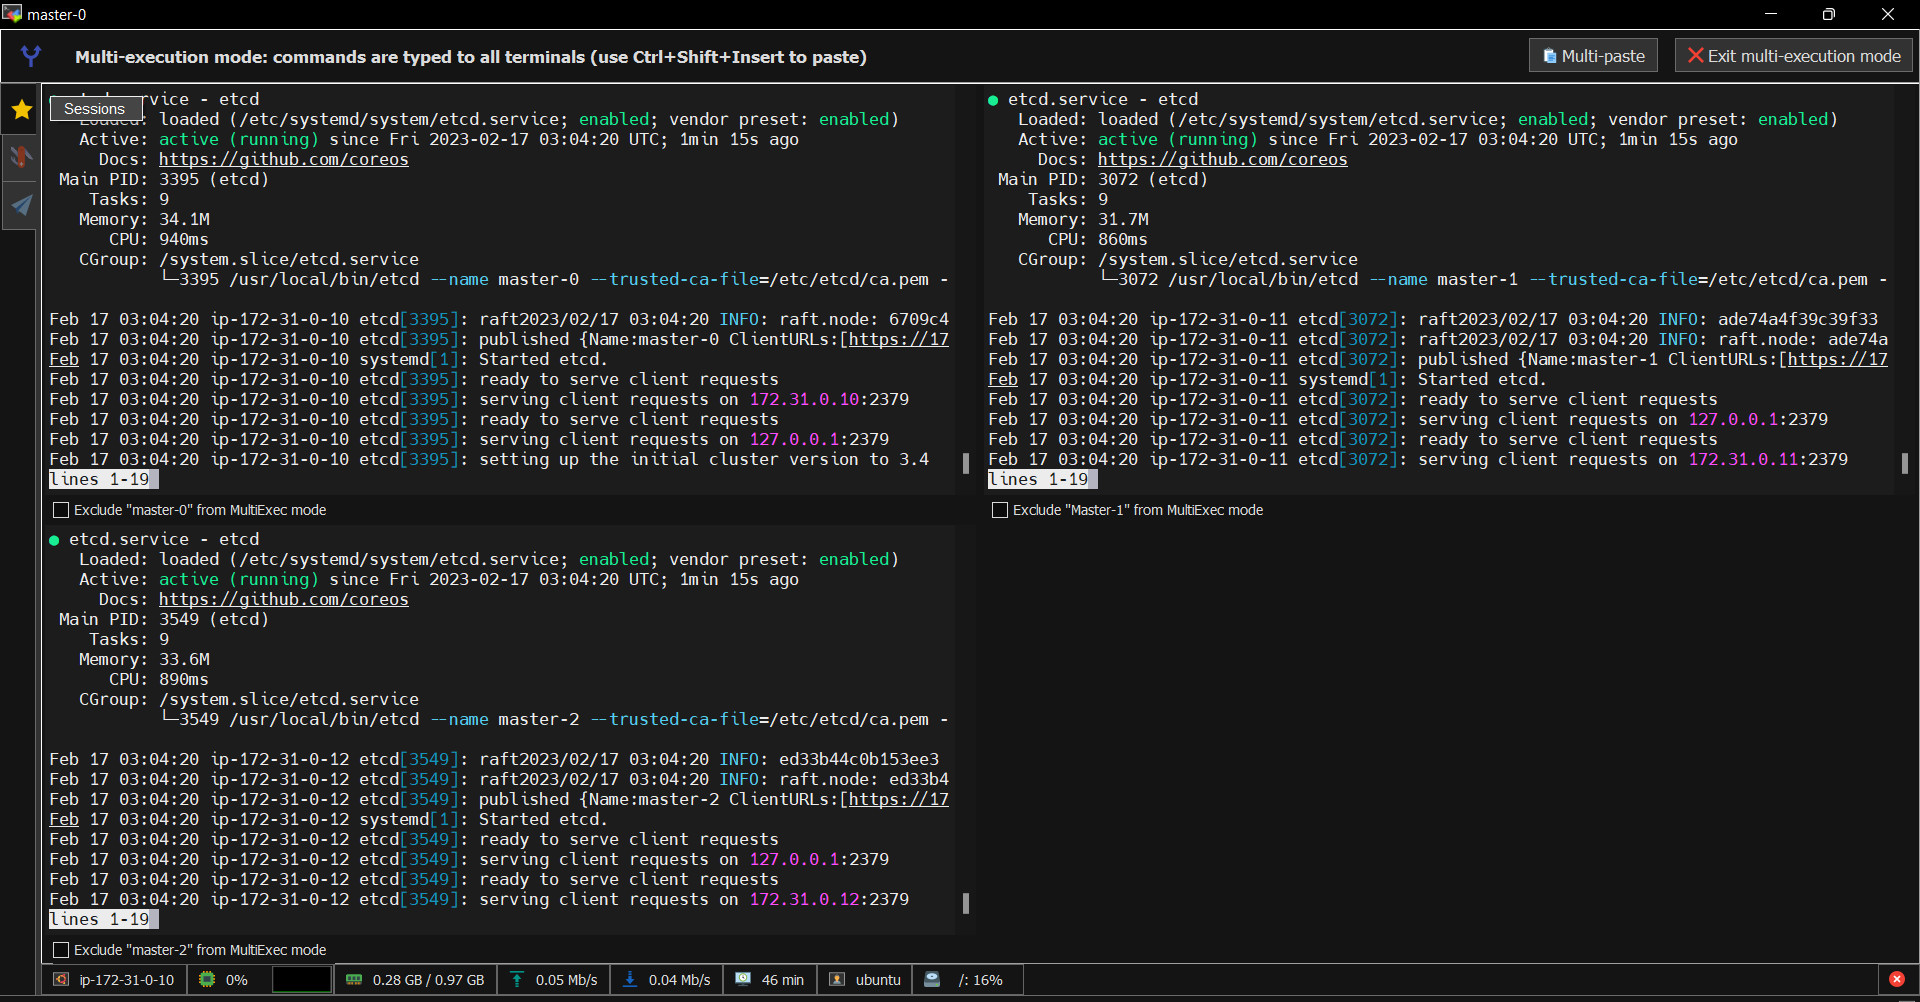 master-0
Multi-execution mode: commands are typed to all terminals (use Ctrl+Shift+Insert to paste)
Multi-paste
Exit multi-execution mode
Sessions
rvice - etcd
loaded (/etc/systemd/system/etcd.service; enabled; vendor preset: enabled)
Active: active (running) since Fri 2023-02-17 03:04:20 UTC; 1min 15s ago
Docs: https://github.com/coreos
Main PID: 3395 (etcd)
Tasks: 9
Memory: 34.1M
CPU: 940ms
CGroup: /system.slice/etcd.service
└─3395 /usr/local/bin/etcd --name master-0 --trusted-ca-file=/etc/etcd/ca.pem -
Feb 17 03:04:20 ip-172-31-0-10 etcd[3395]: raft2023/02/17 03:04:20 INFO: raft.node: 6709c4
Feb 17 03:04:20 ip-172-31-0-10 etcd[3395]: published {Name:master-0 ClientURLs:[https://17
Feb 17 03:04:20 ip-172-31-0-10 systemd[1]: Started etcd.
Feb 17 03:04:20 ip-172-31-0-10 etcd[3395]: ready to serve client requests
Feb 17 03:04:20 ip-172-31-0-10 etcd[3395]: serving client requests on 172.31.0.10:2379
Feb 17 03:04:20 ip-172-31-0-10 etcd[3395]: ready to serve client requests
Feb 17 03:04:20 ip-172-31-0-10 etcd[3395]: serving client requests on 127.0.0.1:2379
Feb 17 03:04:20 ip-172-31-0-10 etcd[3395]: setting up the initial cluster version to 3.4
lines 1-19
Exclude "master-0" from MultiExec mode
● etcd.service - etcd
Loaded: loaded (/etc/systemd/system/etcd.service; enabled; vendor preset: enabled)
Active: active (running) since Fri 2023-02-17 03:04:20 UTC; 1min 15s ago
Docs: https://github.com/coreos
Main PID: 3072 (etcd)
Tasks: 9
Memory: 31.7M
CPU: 860ms
CGroup: /system.slice/etcd.service
└─3072 /usr/local/bin/etcd --name master-1 --trusted-ca-file=/etc/etcd/ca.pem -
Feb 17 03:04:20 ip-172-31-0-11 etcd[3072]: raft2023/02/17 03:04:20 INFO: ade74a4f39c39f33
Feb 17 03:04:20 ip-172-31-0-11 etcd[3072]: raft2023/02/17 03:04:20 INFO: raft.node: ade74a
Feb 17 03:04:20 ip-172-31-0-11 etcd[3072]: published {Name:master-1 ClientURLs:[https://17
Feb 17 03:04:20 ip-172-31-0-11 systemd[1]: Started etcd.
Feb 17 03:04:20 ip-172-31-0-11 etcd[3072]: ready to serve client requests
Feb 17 03:04:20 ip-172-31-0-11 etcd[3072]: serving client requests on 127.0.0.1:2379
Feb 17 03:04:20 ip-172-31-0-11 etcd[3072]: ready to serve client requests
Feb 17 03:04:20 ip-172-31-0-11 etcd[3072]: serving client requests on 172.31.0.11:2379
lines 1-19
Exclude "Master-1" from MultiExec mode
● etcd.service - etcd
Loaded: loaded (/etc/systemd/system/etcd.service; enabled; vendor preset: enabled)
Active: active (running) since Fri 2023-02-17 03:04:20 UTC; 1min 15s ago
Docs: https://github.com/coreos
Main PID: 3549 (etcd)
Tasks: 9
Memory: 33.6M
CPU: 890ms
CGroup: /system.slice/etcd.service
└─3549 /usr/local/bin/etcd --name master-2 --trusted-ca-file=/etc/etcd/ca.pem -
Feb 17 03:04:20 ip-172-31-0-12 etcd[3549]: raft2023/02/17 03:04:20 INFO: ed33b44c0b153ee3
Feb 17 03:04:20 ip-172-31-0-12 etcd[3549]: raft2023/02/17 03:04:20 INFO: raft.node: ed33b4
Feb 17 03:04:20 ip-172-31-0-12 etcd[3549]: published {Name:master-2 ClientURLs:[https://17
Feb 17 03:04:20 ip-172-31-0-12 systemd[1]: Started etcd.
Feb 17 03:04:20 ip-172-31-0-12 etcd[3549]: ready to serve client requests
Feb 17 03:04:20 ip-172-31-0-12 etcd[3549]: serving client requests on 127.0.0.1:2379
Feb 17 03:04:20 ip-172-31-0-12 etcd[3549]: ready to serve client requests
Feb 17 03:04:20 ip-172-31-0-12 etcd[3549]: serving client requests on 172.31.0.12:2379
lines 1-19
Exclude "master-2" from MultiExec mode
ip-172-31-0-10 0% 0.28 GB / 0.97 GB 0.05 Mb/s 0.04 Mb/s 46 min ubuntu /: 16%